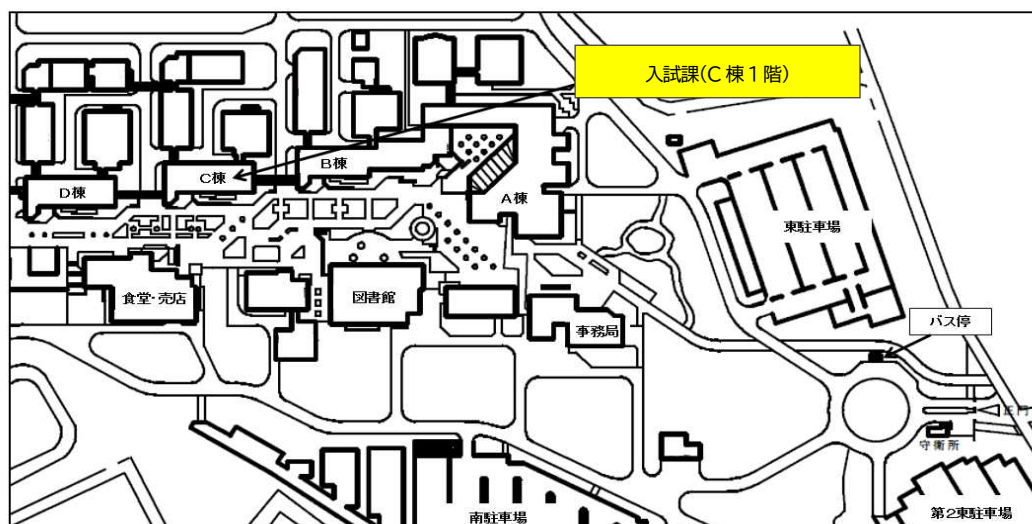 入試課(C 棟1階)
B棟
C棟
D棟
A棟
東駐車場
食堂・売店
図書館
事務局
バス停
正門
守衛所
南駐車場
第2東駐車場